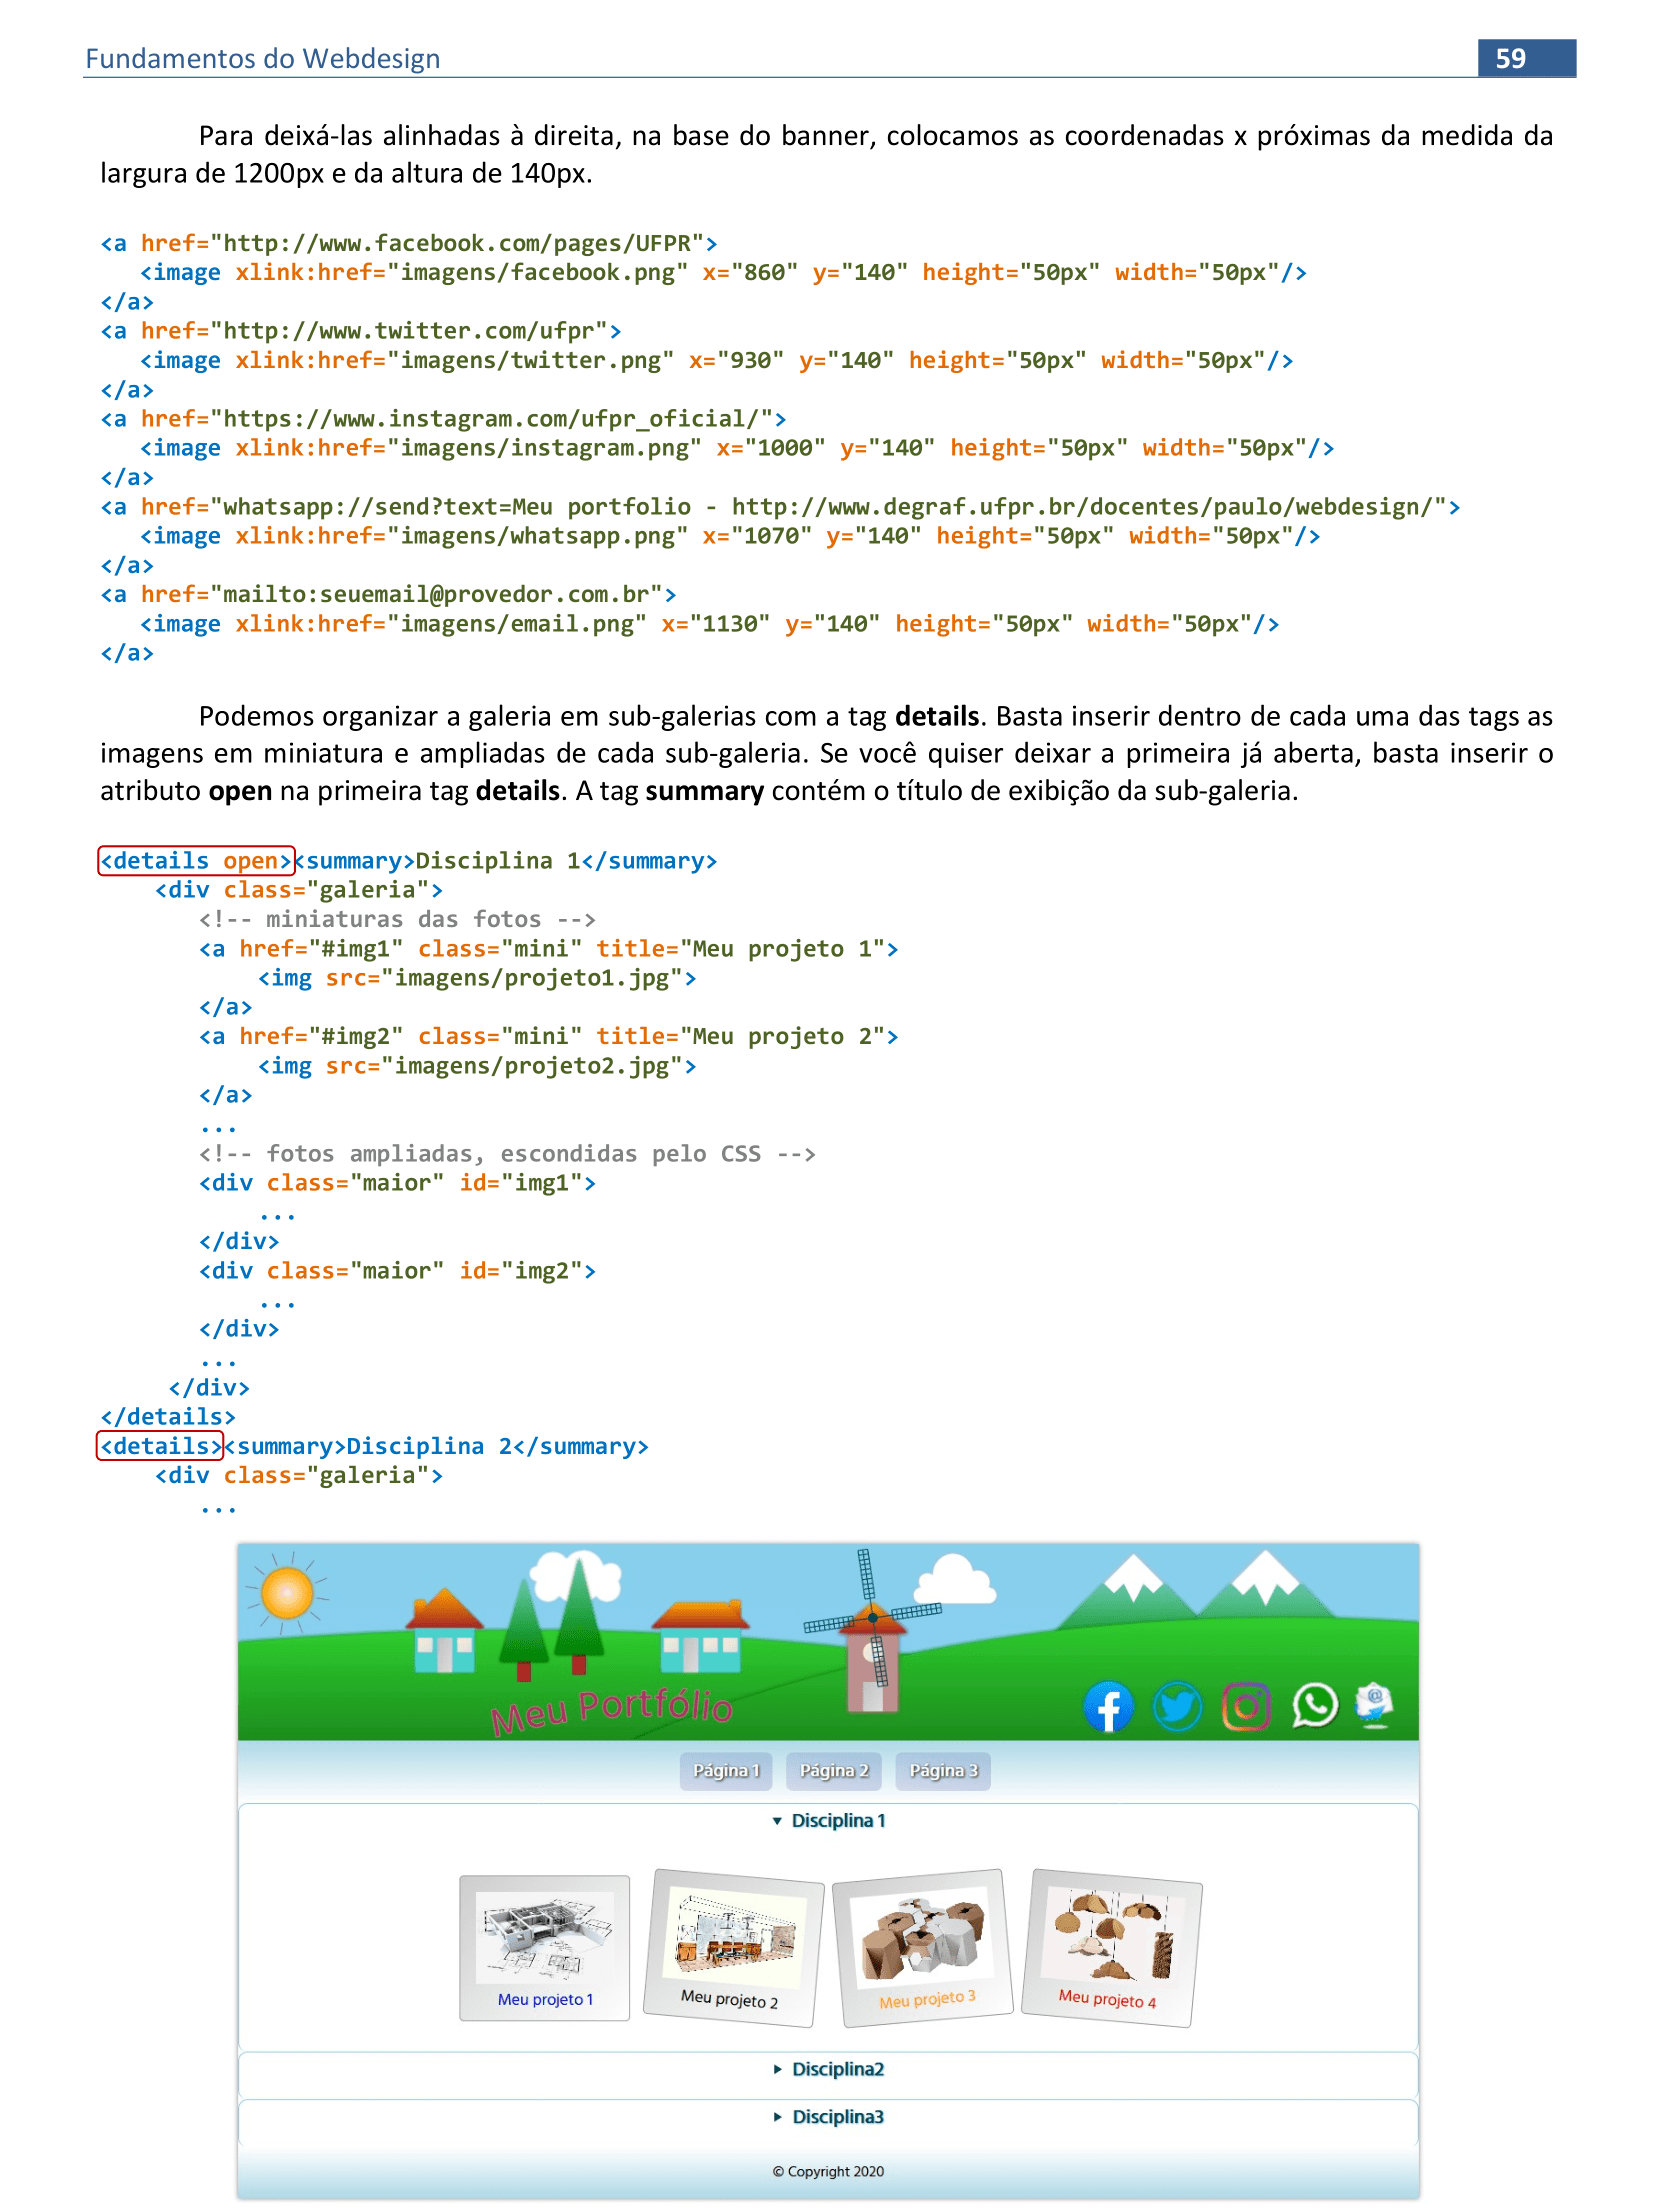 Fundamentos do Webdesign
59
Para deixá-las alinhadas à direita, na base do banner, colocamos as coordenadas x próximas da medida da
largura de 1200px e da altura de 140px.
<a href="http://www.facebook.com/pages/UFPR">
<image xlink:href="imagens/facebook.png" x="860" y="140" height="50px" width="50px"/>
</a>
<a href="http://www.twitter.com/ufpr">
<image xlink:href="imagens/twitter.png" x="930" y="140" height="50px" width="50px"/>
</a>
<a href="https://www.instagram.com/ufpr_oficial/">
<image xlink:href="imagens/instagram.png" x="1000" y="140" height="50px" width="50px"/>
</a>
<a href="whatsapp://send?text=Meu portfolio - http://www.degraf.ufpr.br/docentes/paulo/webdesign/">
<image xlink:href="imagens/whatsapp.png" x="1070" y="140" height="50px" width="50px"/>
</a>
<a href="mailto:seuemail@provedor.com.br">
<image xlink:href="imagens/email.png" x="1130" y="140" height="50px" width="50px"/>
</a>
Podemos organizar a galeria em sub-galerias com a tag details. Basta inserir dentro de cada uma das tags as
imagens em miniatura e ampliadas de cada sub-galeria. Se você quiser deixar a primeira já aberta, basta inserir o
atributo open na primeira tag details. A tag summary contém o título de exibição da sub-galeria.
<details open><summary>Disciplina 1</summary>
<div class="galeria">
<!-- miniaturas das fotos -->
<a href="#img1" class="mini" title="Meu projeto 1">
<img src="imagens/projeto1.jpg">
</a>
<a href="#img2" class="mini" title="Meu projeto 2">
<img src="imagens/projeto2.jpg">
</a>
...
<!-- fotos ampliadas, escondidas pelo CSS -->
<div class="maior" id="img1">
...
</div>
<div class="maior" id="img2">
...
</div>
...
</div>
</details>
<details><summary>Disciplina 2</summary>
<div class="galeria">
...
Meu Portfólio
Página 1 Página 2 Página 3
Disciplina 1
Meu projeto 1 Meu projeto 2 Meu projeto 3 Meu projeto 4
Disciplina2
Disciplina3
© Copyright 2020